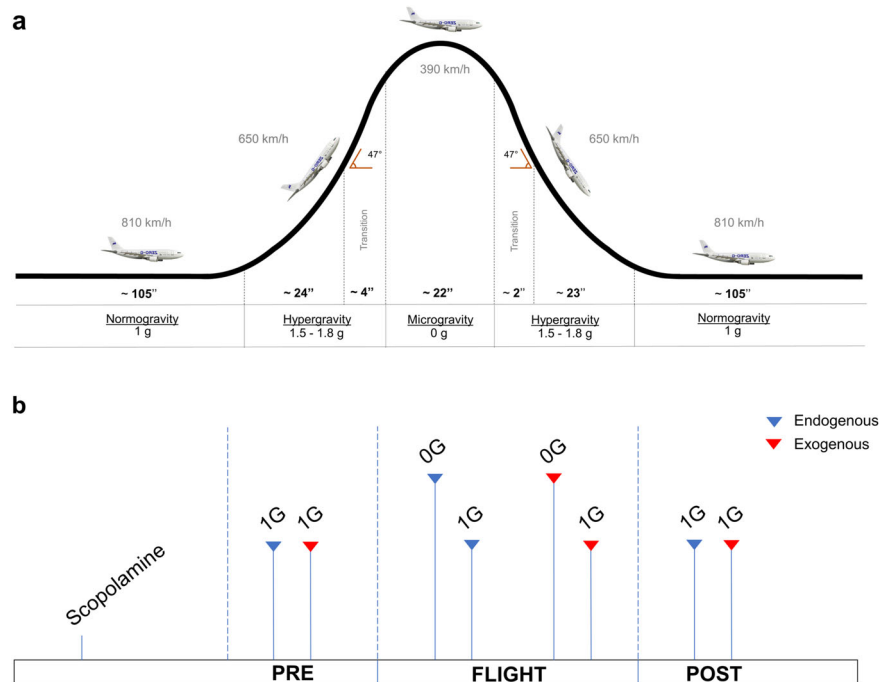 a
390 km/h
650 km/h
650 km/h
47°
47°
810 km/h
Transition
Transition
810 km/h
~ 105’’
~ 24’’
~ 4’’
~ 22’’
~ 2’’
~ 23’’
~ 105’’
Normogravity
1 g
Hypergravity
1.5 - 1.8 g
Microgravity
0 g
Hypergravity
1.5 - 1.8 g
Normogravity
1 g
b
Endogenous
Exogenous
0G
0G
1G
1G
1G
1G
1G
1G
Scopolamine
PRE
FLIGHT
POST